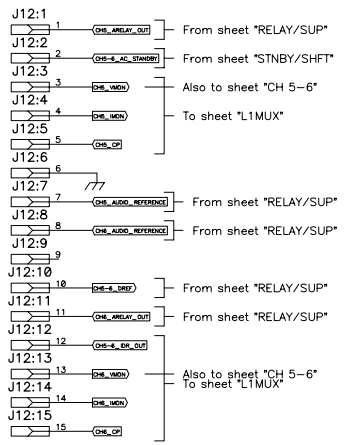 J12:1
1 CH5_ARELAY_OUT From sheet "RELAY/SUP"
J12:2
2 CH5-6_AC_STANDBY From sheet "STNBY/SHFT"
J12:3
3 CH5_VMON Also to sheet "CH 5-6"
J12:4
4 CH5_IMON To sheet "L1MUX"
J12:5
5 CH5_CP
J12:6
6
J12:7
7 CH5_AUDIO_REFERENCE From sheet "RELAY/SUP"
J12:8
8 CH6_AUDIO_REFERENCE From sheet "RELAY/SUP"
J12:9
9
J12:10
10 CH5-6_DREF From sheet "RELAY/SUP"
J12:11
11 CH6_ARELAY_OUT From sheet "RELAY/SUP"
J12:12
12 CH5-6_IDR_OUT
J12:13
13 CH6_VMON Also to sheet "CH 5-6"
To sheet "L1MUX"
J12:14
14 CH6_IMON
J12:15
15 CH6_CP